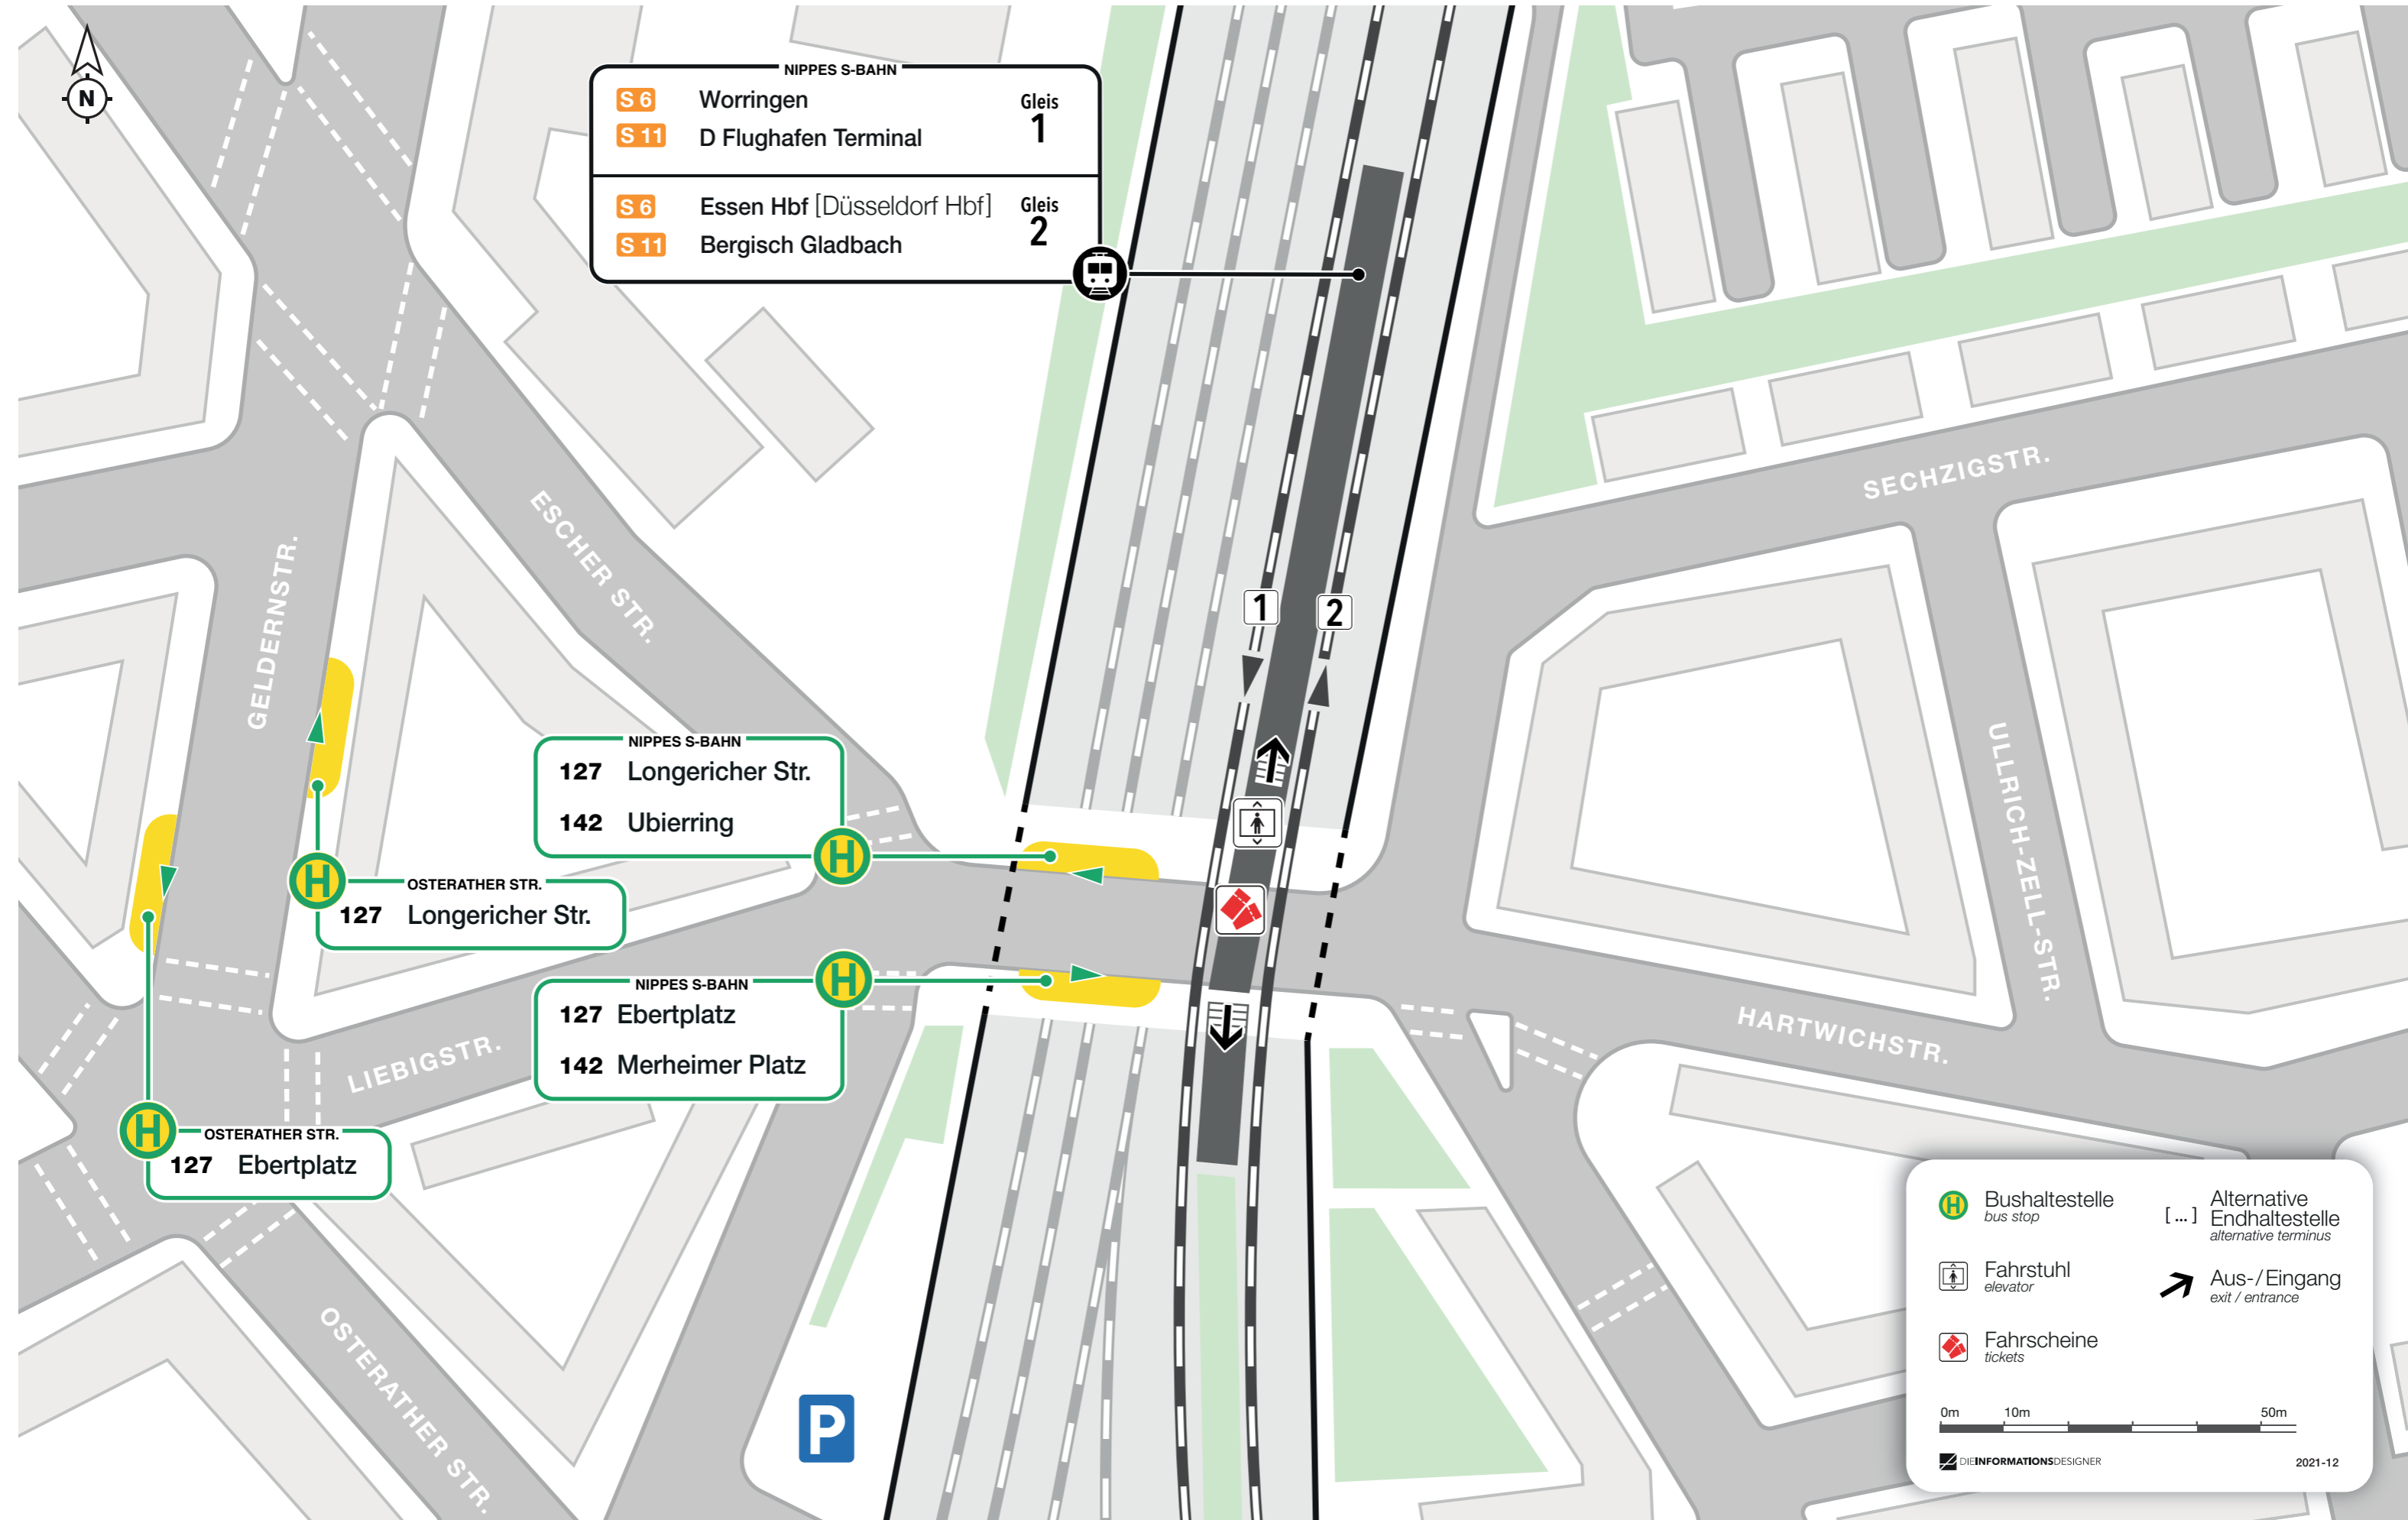 N
NIPPES S-BAHN
S 6 Worringen
S 11 D Flughafen Terminal
Gleis
1
S 6 Essen Hbf [Düsseldorf Hbf]
S 11 Bergisch Gladbach
Gleis
2
SECHZIGSTR.
ESCHER STR.
GELDERNSTR.
1
2
NIPPES S-BAHN
127 Longericher Str.
142 Ubierring
H
H
OSTERATHER STR.
127 Longericher Str.
ULLRICH-ZELL-STR.
NIPPES S-BAHN
127 Ebertplatz
142 Merheimer Platz
H
HARTWICHSTR.
LIEBIGSTR.
H
OSTERATHER STR.
127 Ebertplatz
OSTERATHER STR.
P
H
Bushaltestelle
bus stop
[ ... ]
Alternative
Endhaltestelle
alternative terminus
Fahrstuhl
elevator
Aus-/Eingang
exit / entrance
Fahrscheine
tickets
0m 10m 50m
DIEINFORMATIONSDESIGNER
2021-12